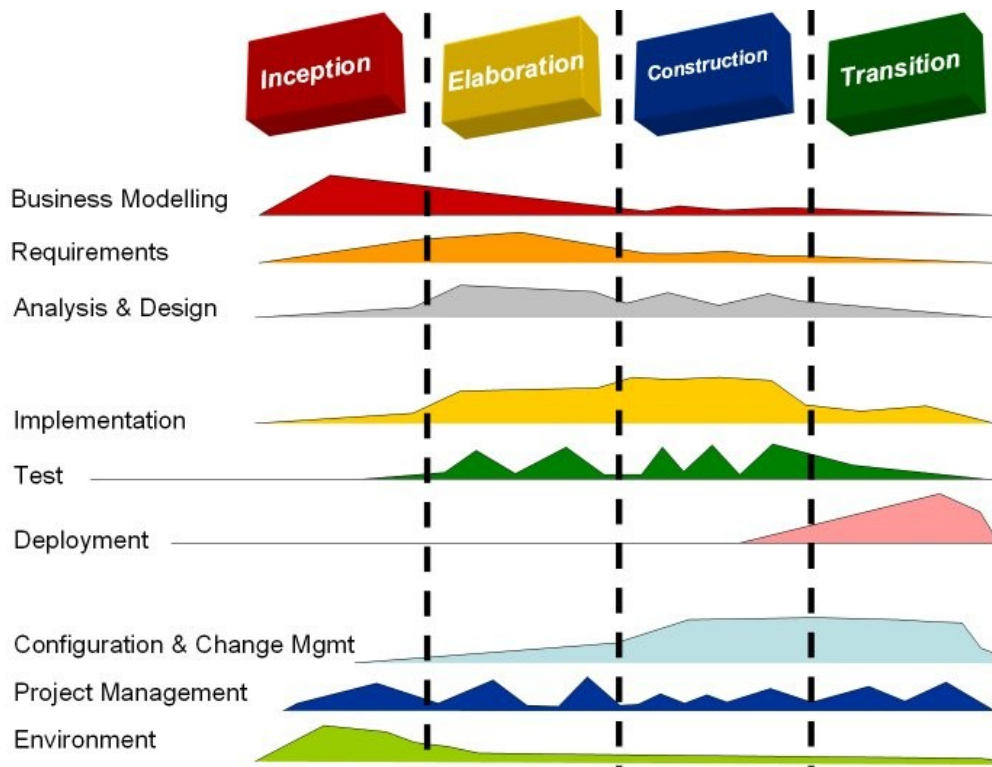 Inception
Elaboration
Construction
Transition
Business Modelling
Requirements
Analysis & Design
Implementation
Test
Deployment
Configuration & Change Mgmt
Project Management
Environment